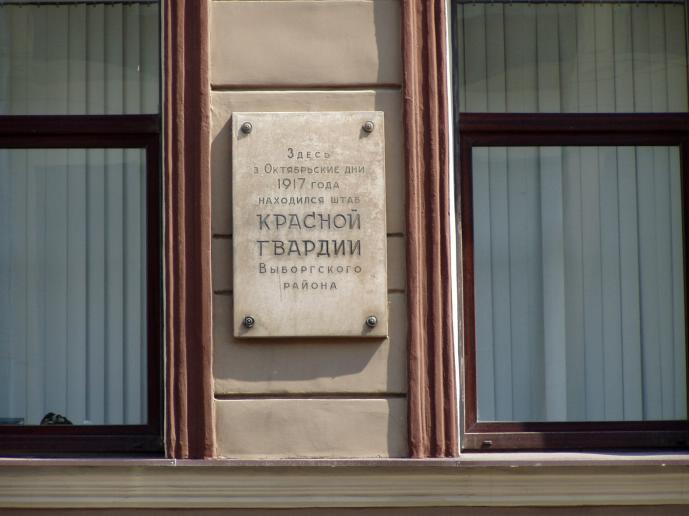 Здесь
в Октябрьские дни
1917 года
находился штаб
КРАСНОЙ
ГВАРДИИ
Выборгского
района